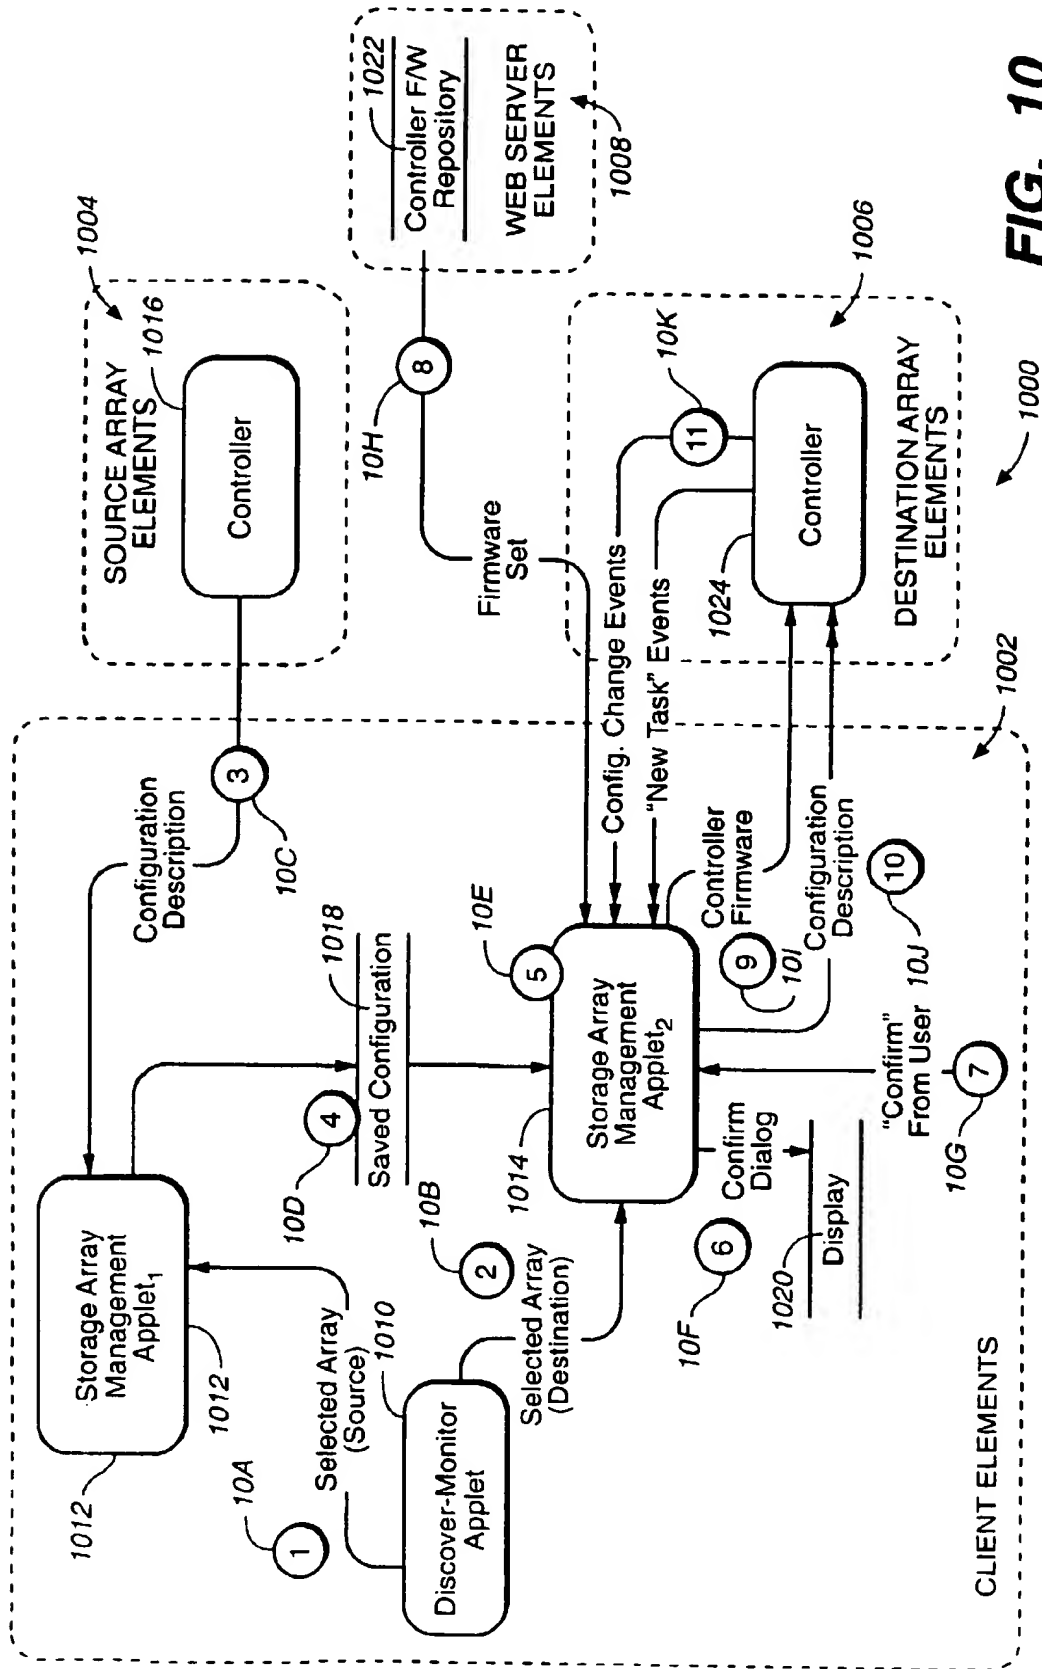 1012
Storage Array
Management
Applet1
1012
10A
1
Selected Array
(Source)
1010
Discover-Monitor
Applet
10B
2
Selected Array
(Destination)
Configuration
Description
3
10C
10D
4
1018
Saved Configuration
10E
5
1014
Storage Array
Management
Applet2
10F
6
Confirm
Dialog
1020
Display
"Confirm"
From User
7
10G
CLIENT ELEMENTS
1002
SOURCE ARRAY
ELEMENTS
1016
Controller
1004
10H
8
Firmware
Set
1022
Controller F/W
Repository
WEB SERVER
ELEMENTS
1008
Config. Change Events
"New Task" Events
Controller
Firmware
9
10I
Configuration
Description
10
10J
11
10K
1024
Controller
DESTINATION ARRAY
ELEMENTS
1006
1000
FIG. 10